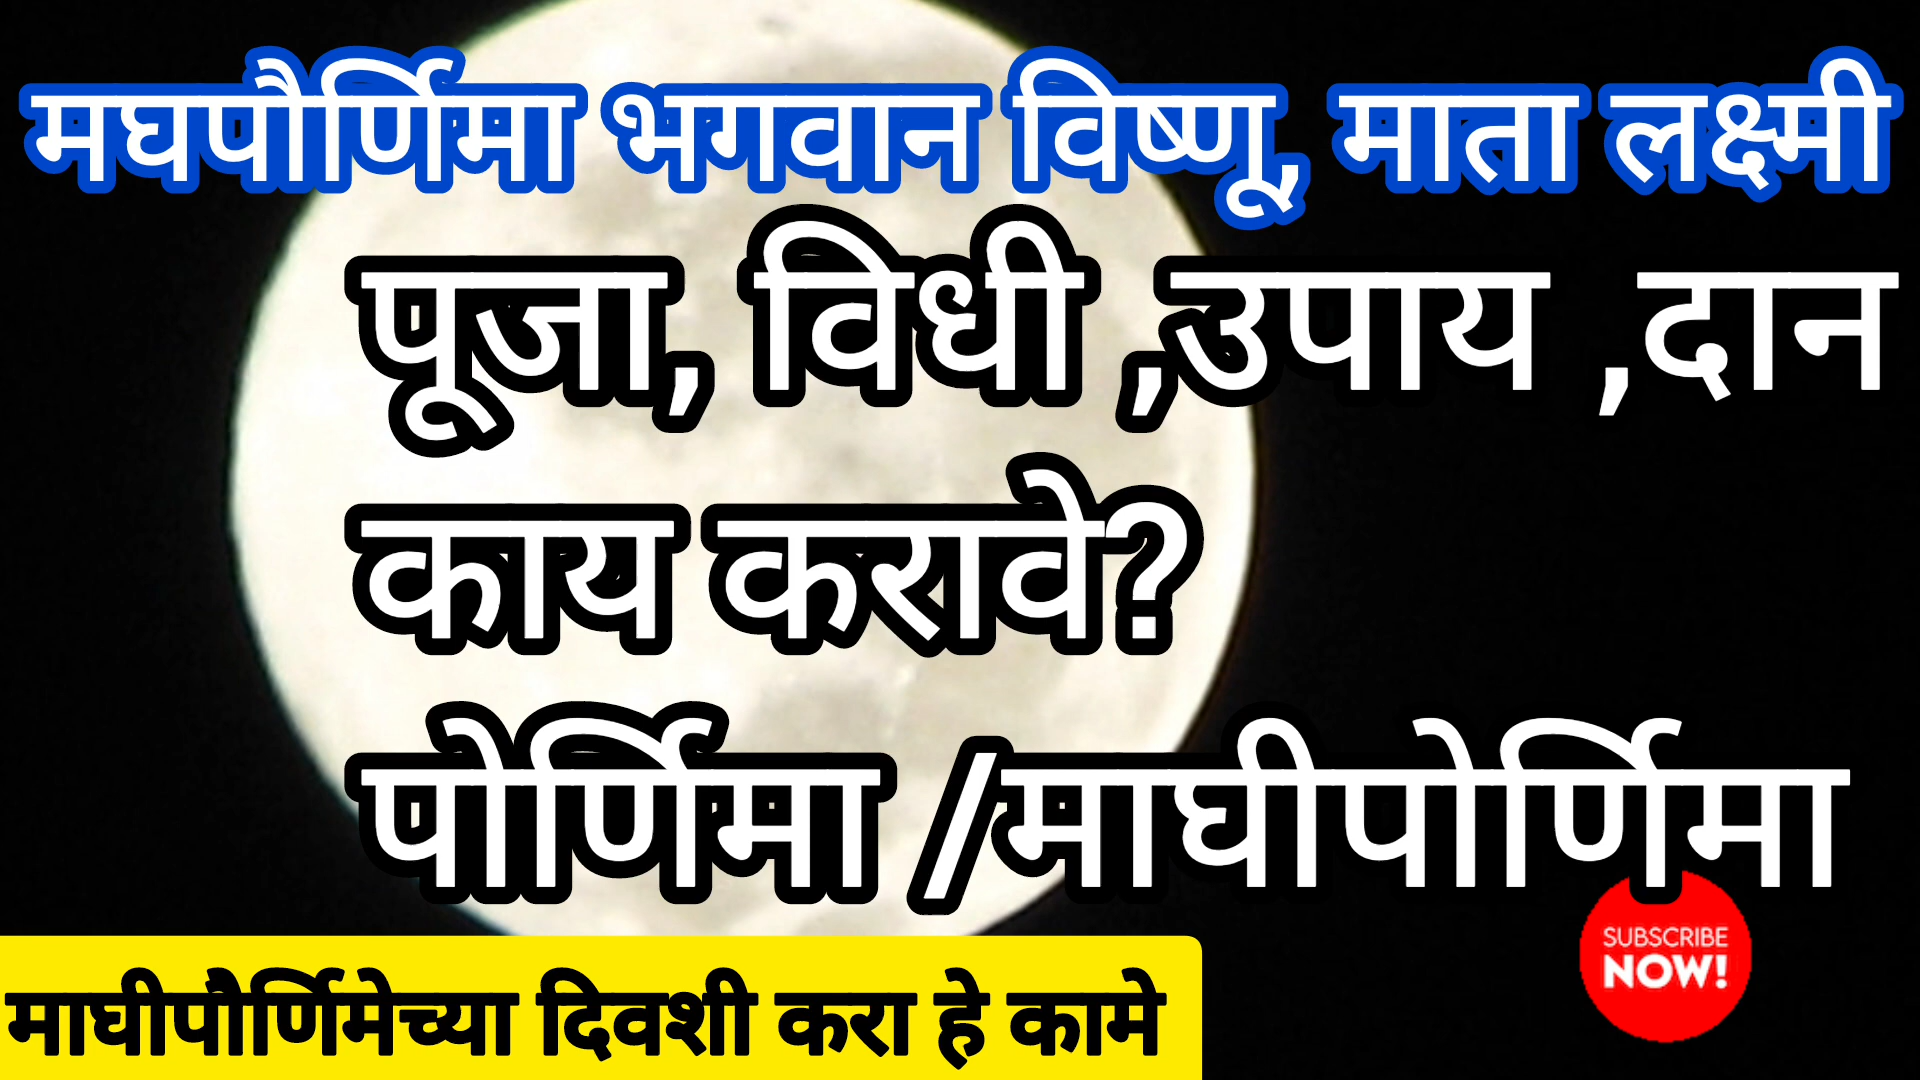 मघपौर्णिमा भगवान विष्णू, माता लक्ष्मी
पूजा, विधी ,उपाय ,दान
काय करावे?
पोर्णिमा /माघीपोर्णिमा
SUBSCRIBE
NOW!
माघीपौर्णिमेच्या दिवशी करा हे कामे